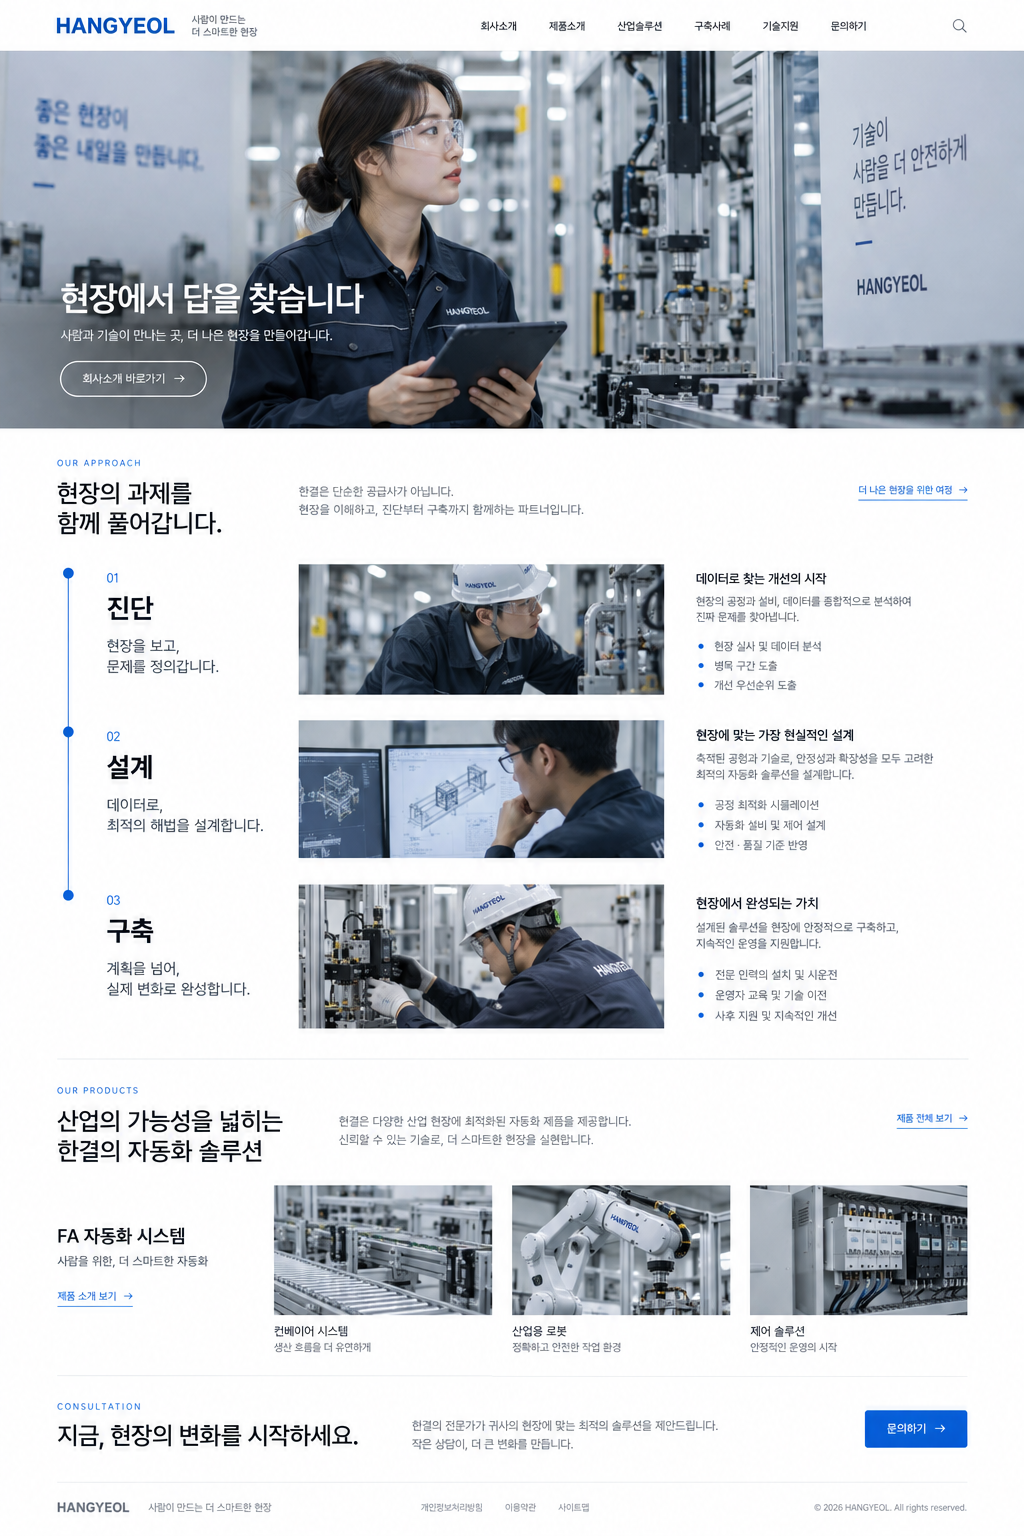 HANGYEOL
사람이 만드는
더 스마트한 현장
회사소개
제품소개
산업솔루션
구축사례
기술지원
문의하기
좋은 현장이
좋은 내일을 만듭니다.
기술이
사람을 더 안전하게
만듭니다.
HANGYEOL
HANGYEOL
현장에서 답을 찾습니다
사람과 기술이 만나는 곳, 더 나은 현장을 만들어갑니다.
회사소개 바로가기 →
OUR APPROACH
현장의 과제를
함께 풀어갑니다.
한결은 단순한 공급사가 아닙니다.
현장을 이해하고, 진단부터 구축까지 함께하는 파트너입니다.
더 나은 현장을 위한 여정 →
01
진단
현장을 보고,
문제를 정의합니다.
HANGYEOL
데이터로 찾는 개선의 시작
현장의 공정과 설비, 데이터를 종합적으로 분석하여
진짜 문제를 찾아냅니다.
현장 실사 및 데이터 분석
병목 구간 도출
개선 우선순위 도출
02
설계
데이터로,
최적의 해법을 설계합니다.
현장에 맞는 가장 현실적인 설계
축적된 공험과 기술로, 안정성과 확장성을 모두 고려한
최적의 자동화 솔루션을 설계합니다.
공정 최적화 시뮬레이션
자동화 설비 및 제어 설계
안전 · 품질 기준 반영
03
구축
계획을 넘어,
실제 변화로 완성합니다.
HANGYEOL
HANGYEOL
현장에서 완성되는 가치
설계된 솔루션을 현장에 안정적으로 구축하고,
지속적인 운영을 지원합니다.
전문 인력의 설치 및 시운전
운영자 교육 및 기술 이전
사후 지원 및 지속적인 개선
OUR PRODUCTS
산업의 가능성을 넓히는
한결의 자동화 솔루션
현결은 다양한 산업 현장에 최적화된 자동화 제품을 제공합니다.
신뢰할 수 있는 기술로, 더 스마트한 현장을 실현합니다.
제품 전체 보기 →
FA 자동화 시스템
사람을 위한, 더 스마트한 자동화
제품 소개 보기 →
HANGYEOL
컨베이어 시스템
생산 흐름을 더 유연하게
산업용 로봇
정확하고 안전한 작업 환경
제어 솔루션
안정적인 운영의 시작
CONSULTATION
지금, 현장의 변화를 시작하세요.
한결의 전문가가 귀사의 현장에 맞는 최적의 솔루션을 제안드립니다.
작은 상담이, 더 큰 변화를 만듭니다.
문의하기 →
HANGYEOL
사람이 만드는 더 스마트한 현장
개인정보처리방침
이용약관
사이트맵
© 2026 HANGYEOL. All rights reserved.